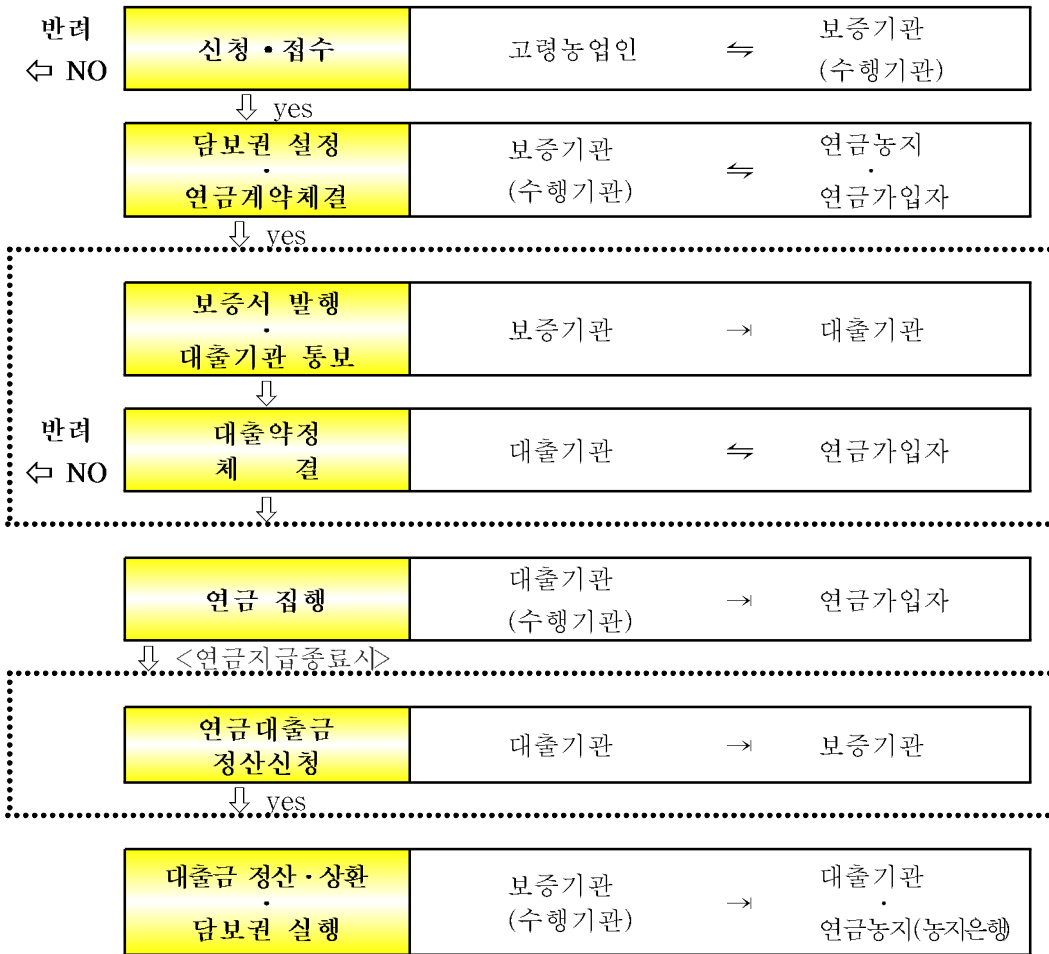 반려
⇦ NO
신청・접수
고령농업인 ⇋ 보증기관
(수행기관)
⇩ yes
담보권 설정
·
연금계약체결
보증기관
(수행기관)
⇋
연금농지
·
연금가입자
⇩ yes
보증서 발행
·
대출기관 통보
보증기관 → 대출기관
⇩
반려
⇦ NO
대출약정
체 결
대출기관 ⇋ 연금가입자
⇩
연금 집행
대출기관
(수행기관)
→ 연금가입자
⇩ <연금지급종료시>
연금대출금
정산신청
대출기관 → 보증기관
⇩ yes
대출금 정산・상환
·
담보권 실행
보증기관
(수행기관)
→
대출기관
·
연금농지(농지은행)